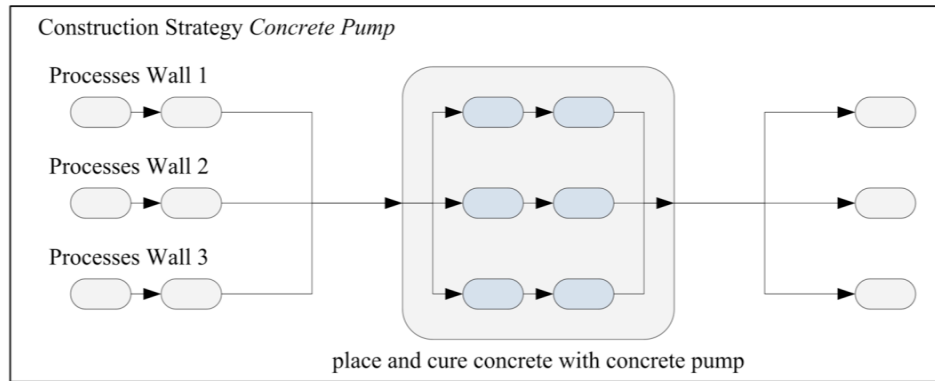 Construction Strategy Concrete Pump
Processes Wall 1
Processes Wall 2
Processes Wall 3
place and cure concrete with concrete pump